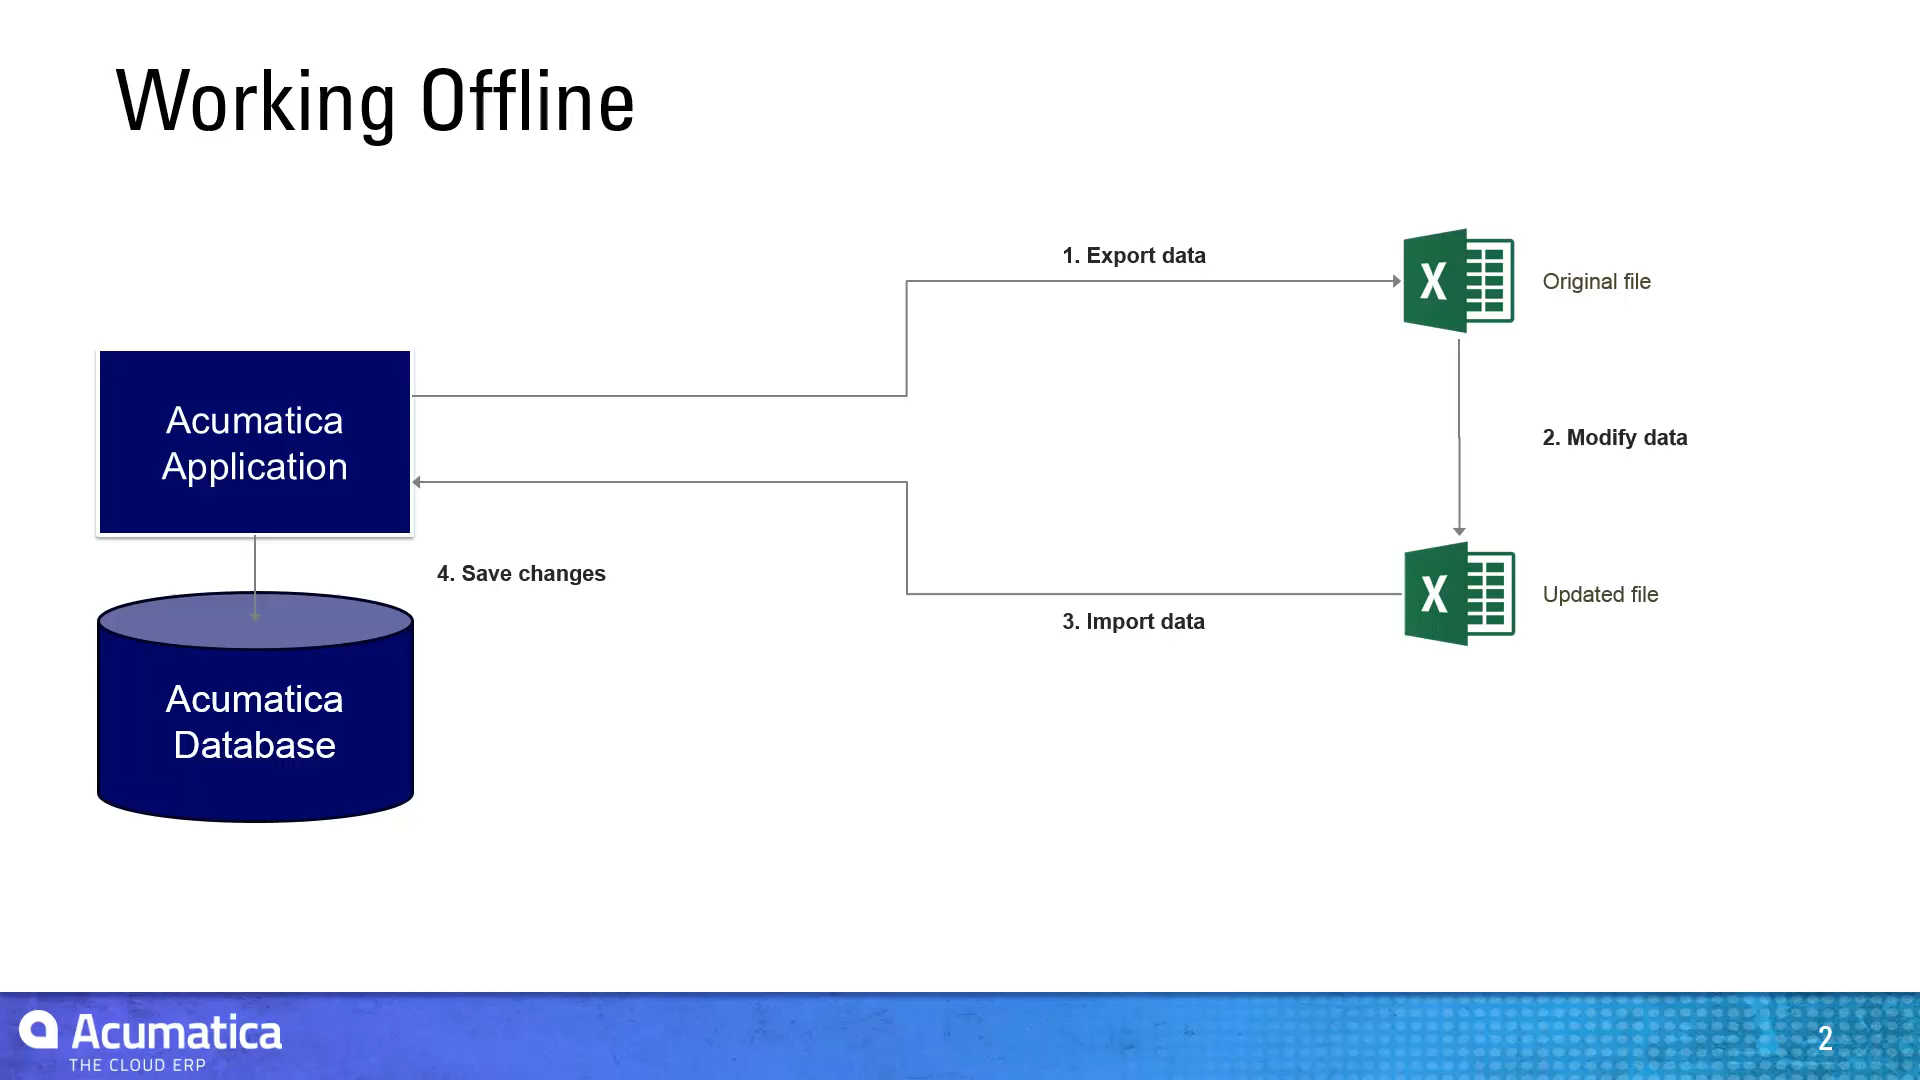 Working Offline
1. Export data
X
Original file
Acumatica
Application
2. Modify data
4. Save changes
X
Updated file
3. Import data
Acumatica
Database
Acumatica
THE CLOUD ERP
2